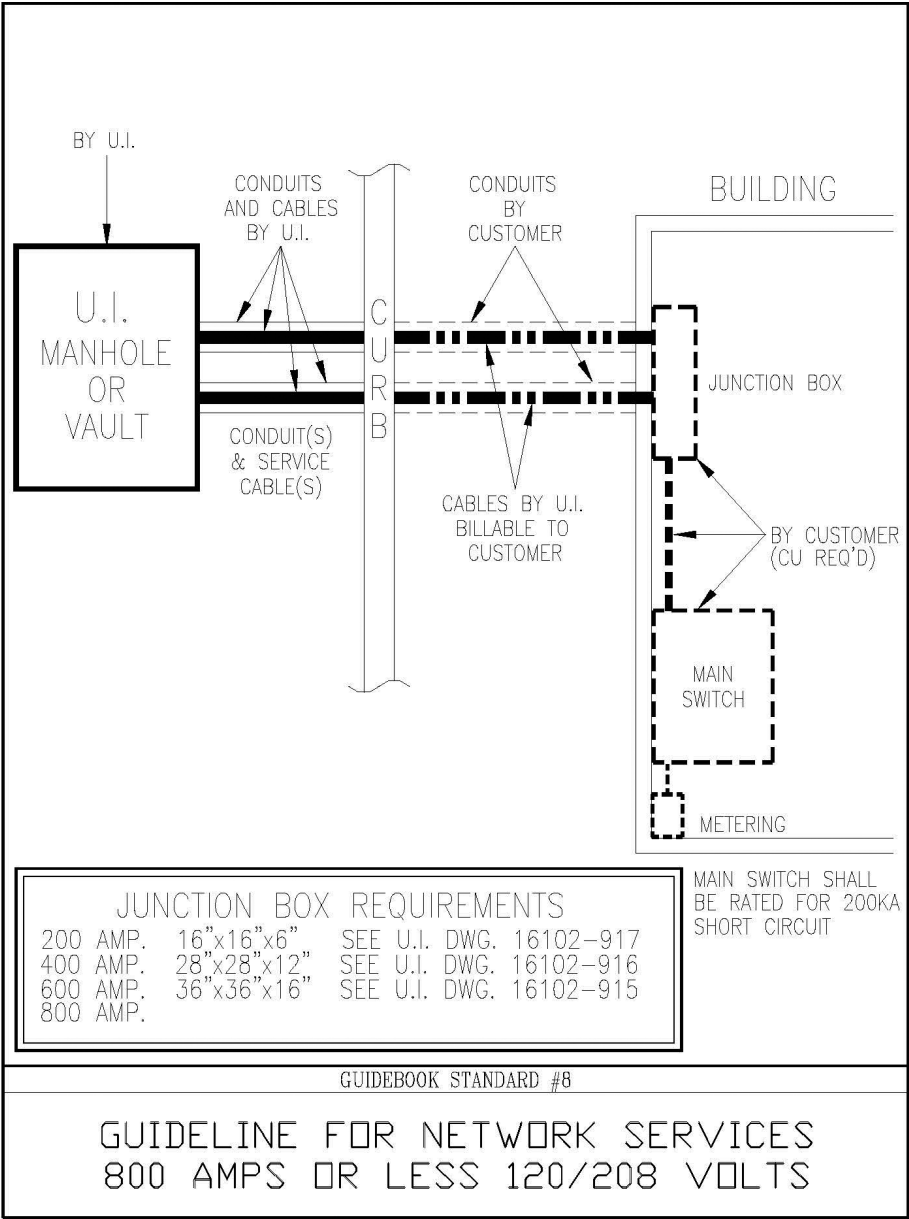 BY U.I.
CONDUITS
AND CABLES
BY U.I.
CONDUITS
BY
CUSTOMER
BUILDING
U.I.
MANHOLE
OR
VAULT
CURB
JUNCTION BOX
CONDUIT(S)
& SERVICE
CABLE(S)
CABLES BY U.I.
BILLABLE TO
CUSTOMER
BY CUSTOMER
(CU REQ'D)
MAIN
SWITCH
METERING
MAIN SWITCH SHALL
BE RATED FOR 200KA
SHORT CIRCUIT
JUNCTION BOX REQUIREMENTS
200 AMP. 16"x16"x6" SEE U.I. DWG. 16102-917
400 AMP. 28"x28"x12" SEE U.I. DWG. 16102-916
600 AMP. 36"x36"x16" SEE U.I. DWG. 16102-915
800 AMP.
GUIDEBOOK STANDARD #8
GUIDELINE FOR NETWORK SERVICES
800 AMPS OR LESS 120/208 VOLTS